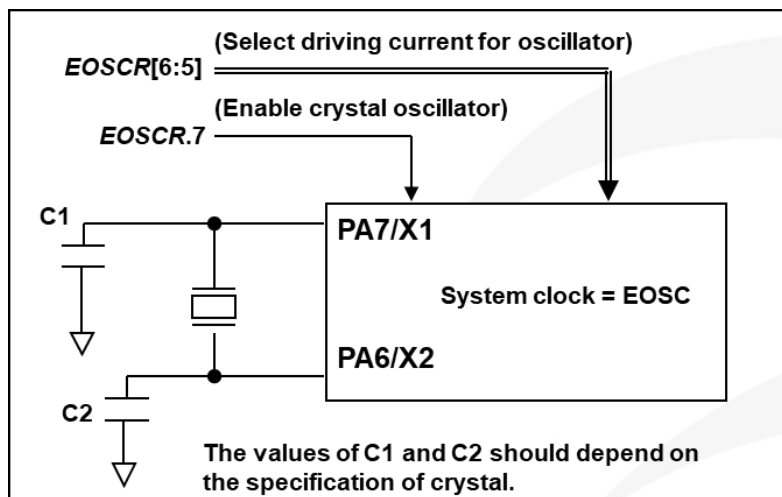 (Select driving current for oscillator)
EOSCR[6:5]
(Enable crystal oscillator)
EOSCR.7
C1
PA7/X1
System clock = EOSC
PA6/X2
C2
The values of C1 and C2 should depend on
the specification of crystal.